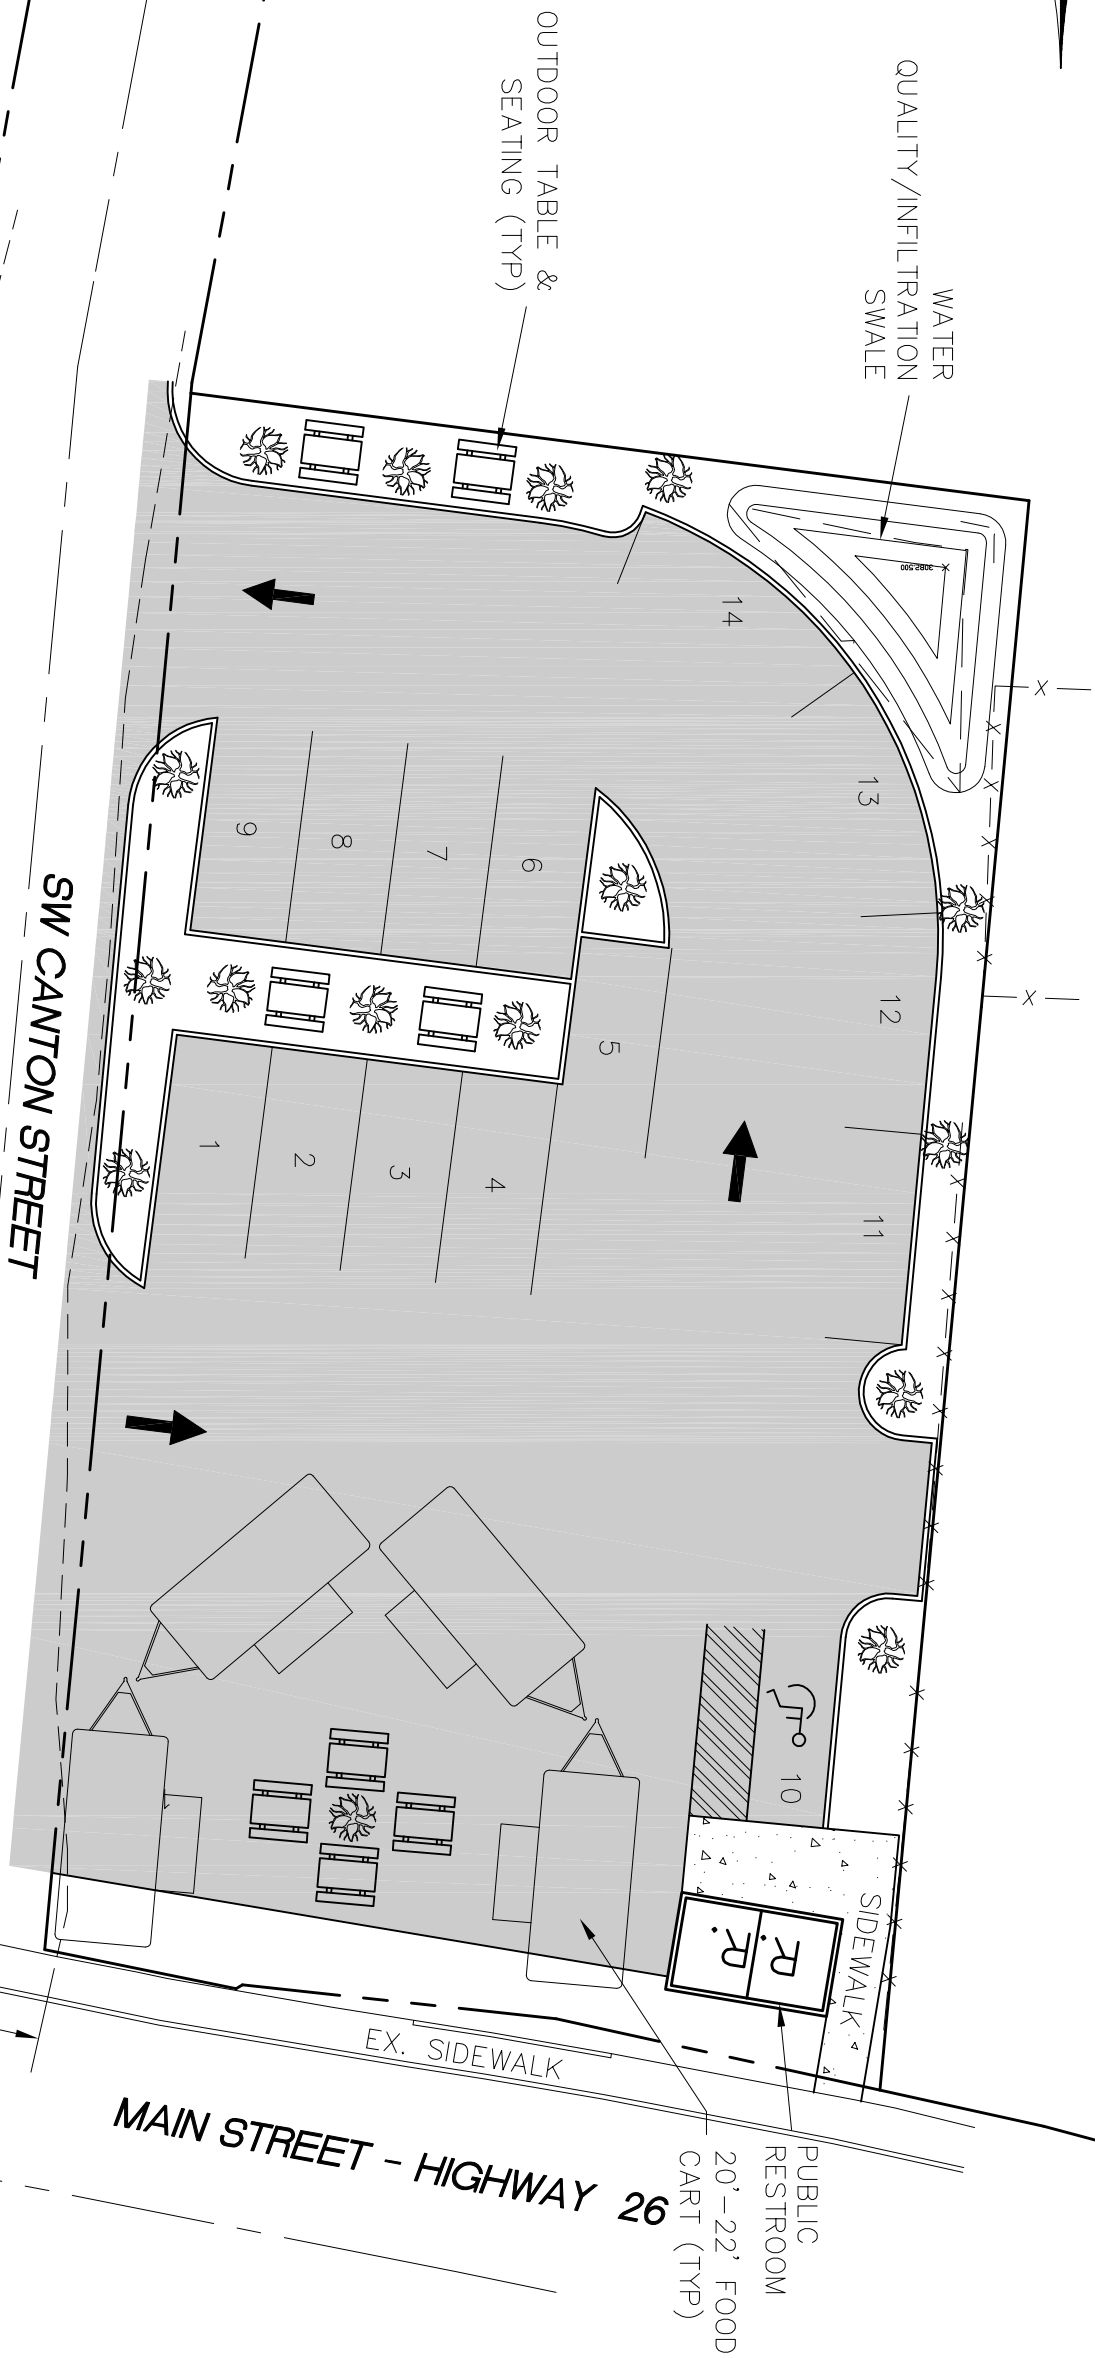 OUTDOOR TABLE &
SEATING (TYP)
WATER
QUALITY/INFILTRATION
SWALE
3082.500
14
13
12
11
9
8
7
6
5
1
2
3
4
10
X
X
SW CANTON STREET
SIDEWALK
R.
R.
EX. SIDEWALK
MAIN STREET - HIGHWAY 26
PUBLIC
RESTROOM
20'-22' FOOD
CART (TYP)